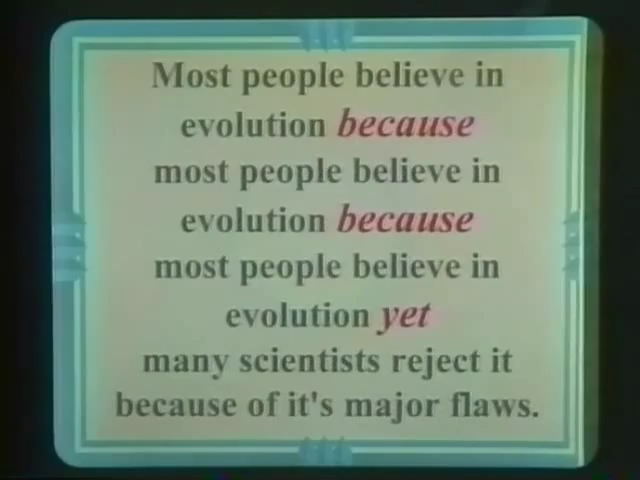 Most people believe in
evolution because
most people believe in
evolution because
most people believe in
evolution yet
many scientists reject it
because of it's major flaws.